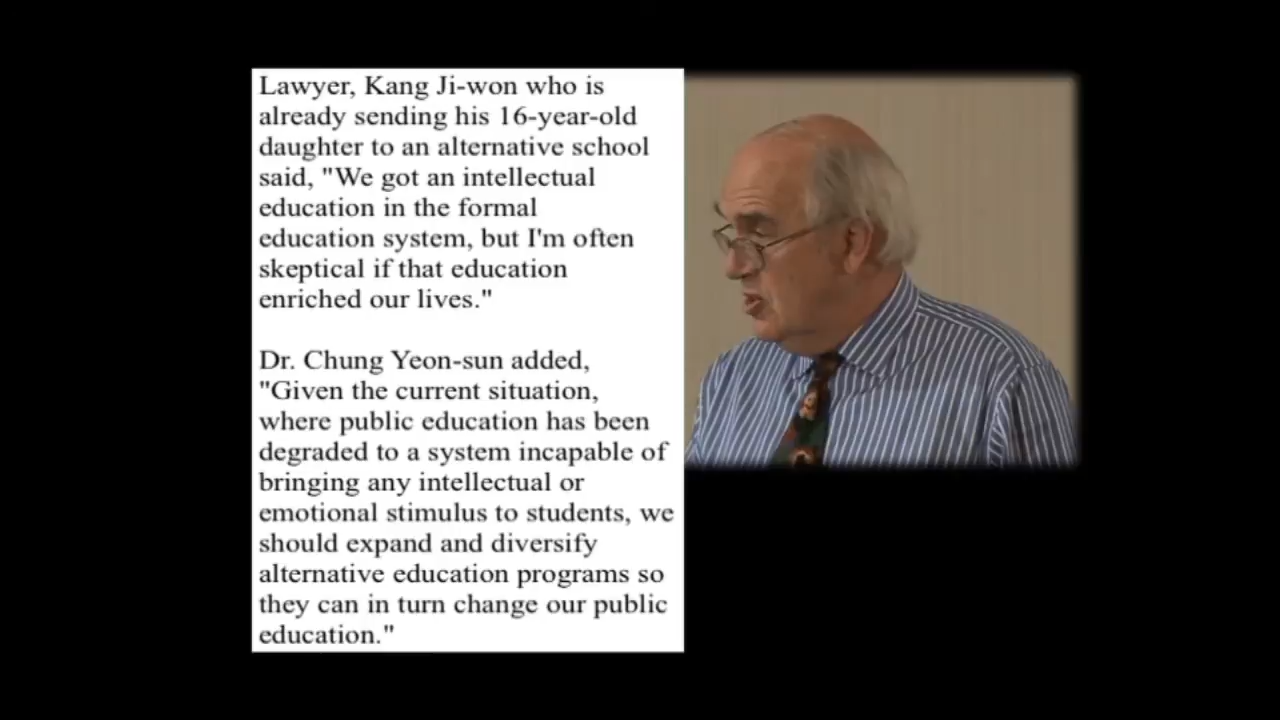 Lawyer, Kang Ji-won who is
already sending his 16-year-old
daughter to an alternative school
said, "We got an intellectual
education in the formal
education system, but I'm often
skeptical if that education
enriched our lives."
Dr. Chung Yeon-sun added,
"Given the current situation,
where public education has been
degraded to a system incapable of
bringing any intellectual or
emotional stimulus to students, we
should expand and diversify
alternative education programs so
they can in turn change our public
education."